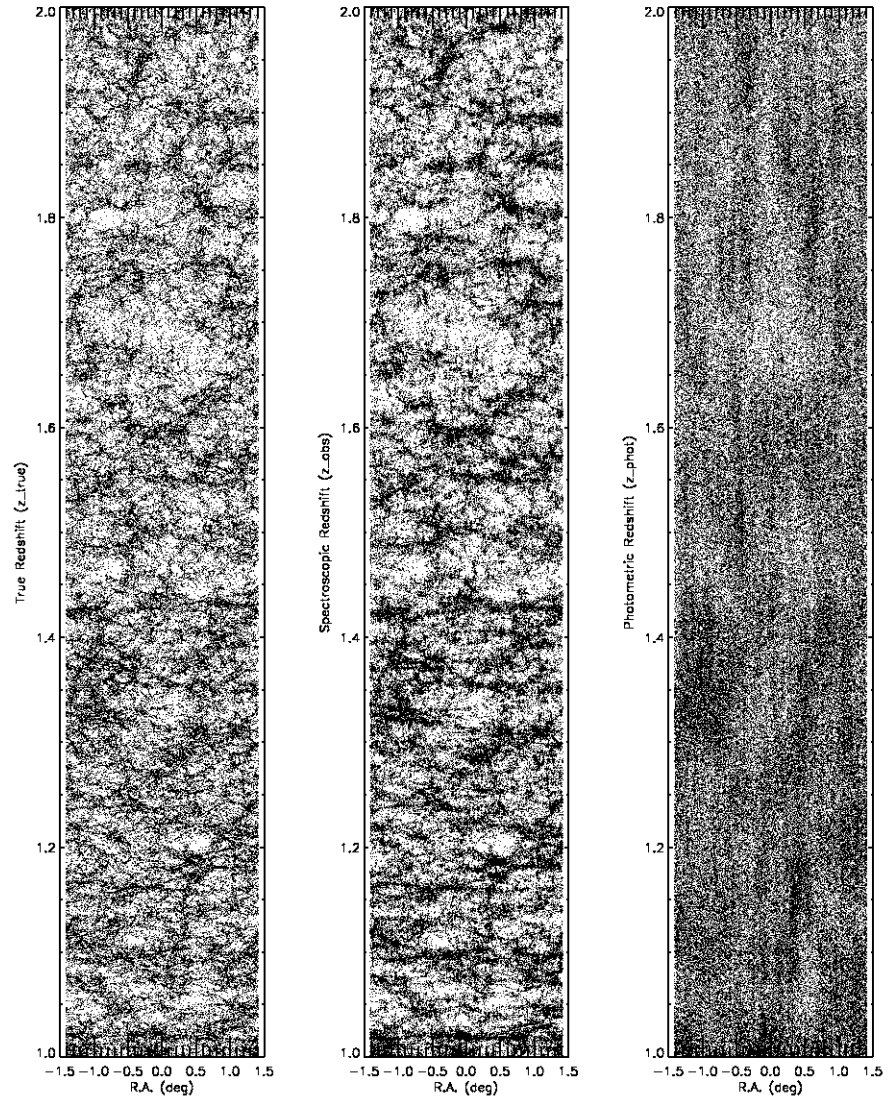 2.0 2.0 2.0
1.8 1.8 1.8
1.6 1.6 1.6
True Redshift (z_true)
Spectroscopic Redshift (z_obs)
Photometric Redshift (z_phot)
1.4 1.4 1.4
1.2 1.2 1.2
1.0 1.0 1.0
-1.5 -1.0 -0.5 0.0 0.5 1.0 1.5 -1.5 -1.0 -0.5 0.0 0.5 1.0 1.5 -1.5 -1.0 -0.5 0.0 0.5 1.0 1.5
R.A. (deg) R.A. (deg) R.A. (deg)